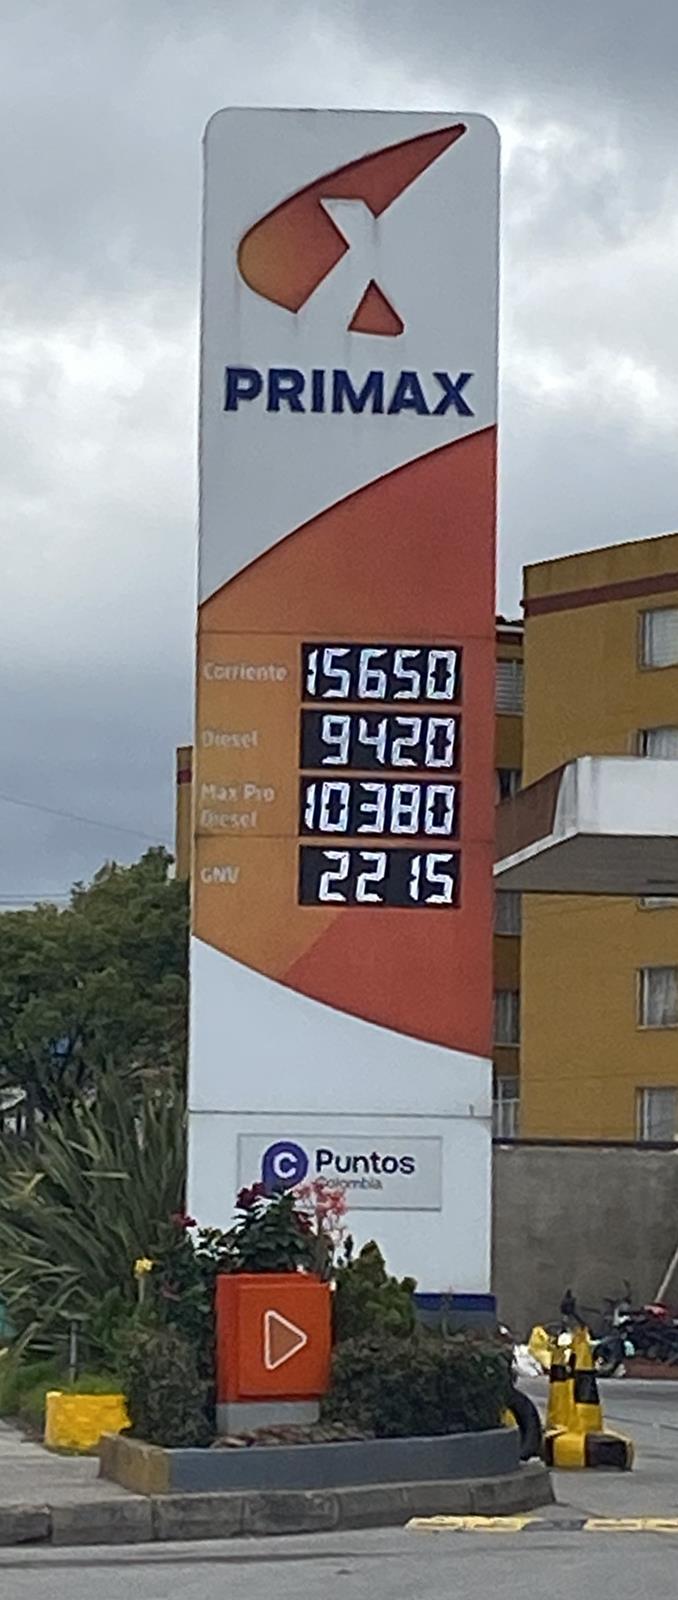 PRIMAX
Corriente 15650
Diesel 9420
Max Pro
Diesel 10380
GNV 2215
C Puntos
Colombia